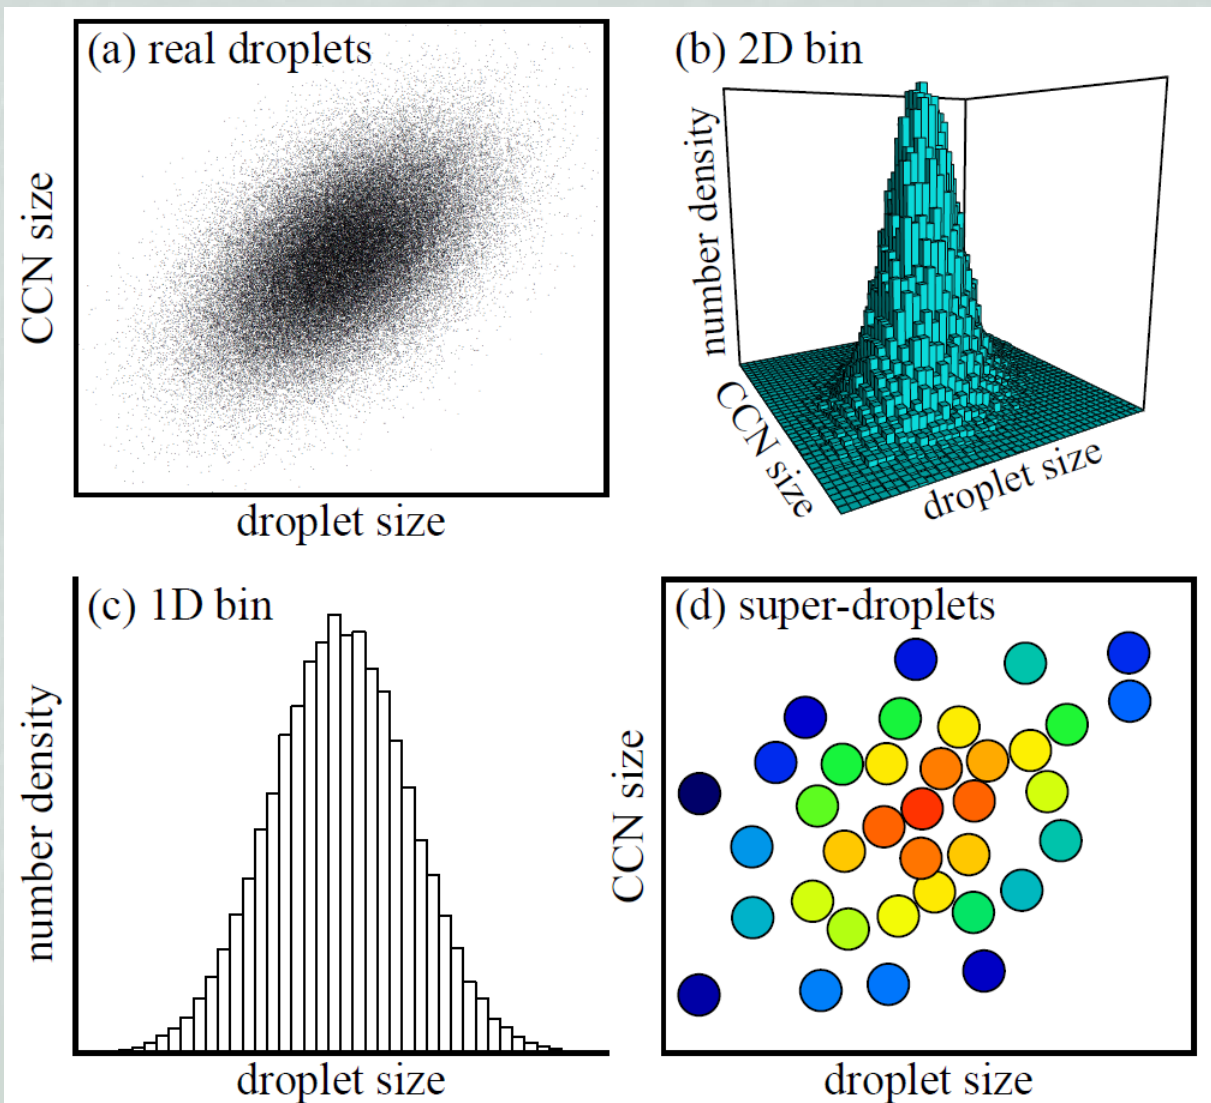 (a) real droplets
CCN size
droplet size
(b) 2D bin
number density
CCN size
droplet size
(c) 1D bin
number density
droplet size
(d) super-droplets
CCN size
droplet size